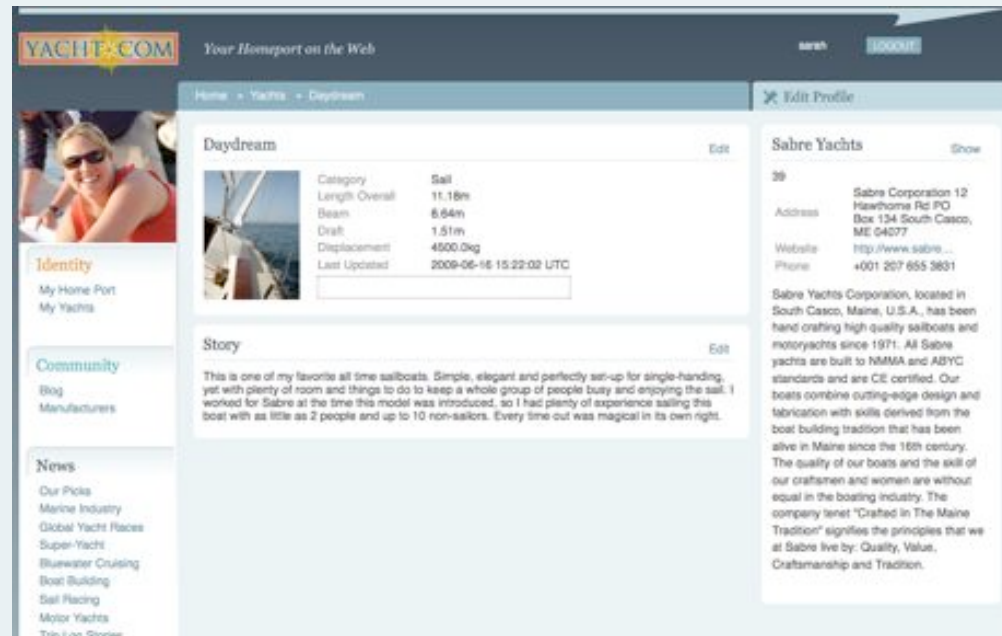 YACHT COM
Your Homeport on the Web
sarah
LOGOUT
Home • Yachts • Daydream
Edit Profile
Identity
My Home Port
My Yachts
Community
Blog
Manufacturers
News
Our Picks
Marine Industry
Global Yacht Races
Super-Yacht
Bluewater Cruising
Boat Building
Sail Racing
Motor Yachts
Trip Log Stories
Daydream
Edit
Category Sail
Length Overall 11.18m
Beam 6.64m
Draft 1.51m
Displacement 4500.0kg
Last Updated 2009-06-16 15:22:02 UTC
Story
Edit
This is one of my favorite all time sailboats. Simple, elegant and perfectly set-up for single-handing,
yet with plenty of room and things to do to keep a whole group of people busy and enjoying the sail. I
worked for Sabre at the time this model was introduced, so I had plenty of experience sailing this
boat with as little as 2 people and up to 10 non-sailors. Every time out was magical in its own right.
Sabre Yachts
Show
39
Address Sabre Corporation 12
Hawthorne Rd PO
Box 134 South Casco,
ME 04077
Website http://www.sabre...
Phone +001 207 655 3831
Sabre Yachts Corporation, located in
South Casco, Maine, U.S.A., has been
hand crafting high quality sailboats and
motoryachts since 1971. All Sabre
yachts are built to NMMA and ABYC
standards and are CE certified. Our
boats combine cutting-edge design and
fabrication with skills derived from the
boat building tradition that has been
alive in Maine since the 16th century.
The quality of our boats and the skill of
our craftsmen and women are without
equal in the boating industry. The
company tenet "Crafted in The Maine
Tradition" signifies the principles that we
at Sabre live by: Quality, Value,
Craftsmanship and Tradition.